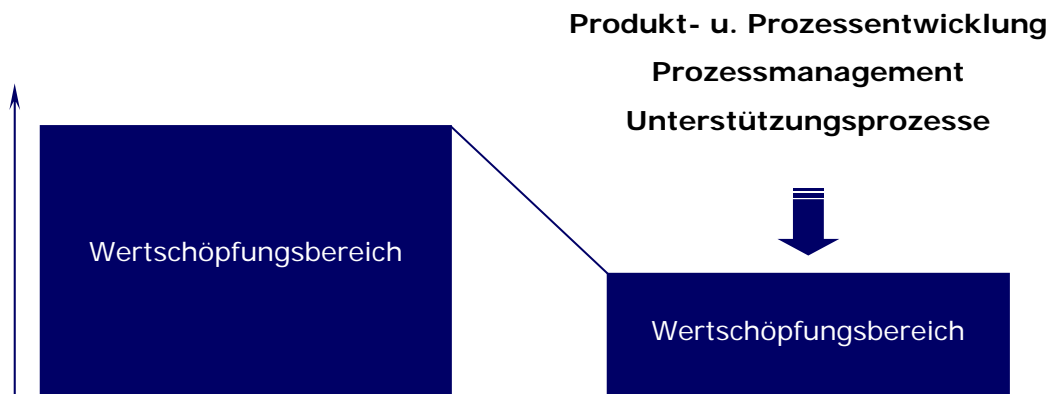 Produkt- u. Prozessentwicklung
Prozessmanagement
Unterstützungsprozesse
Wertschöpfungsbereich
Wertschöpfungsbereich